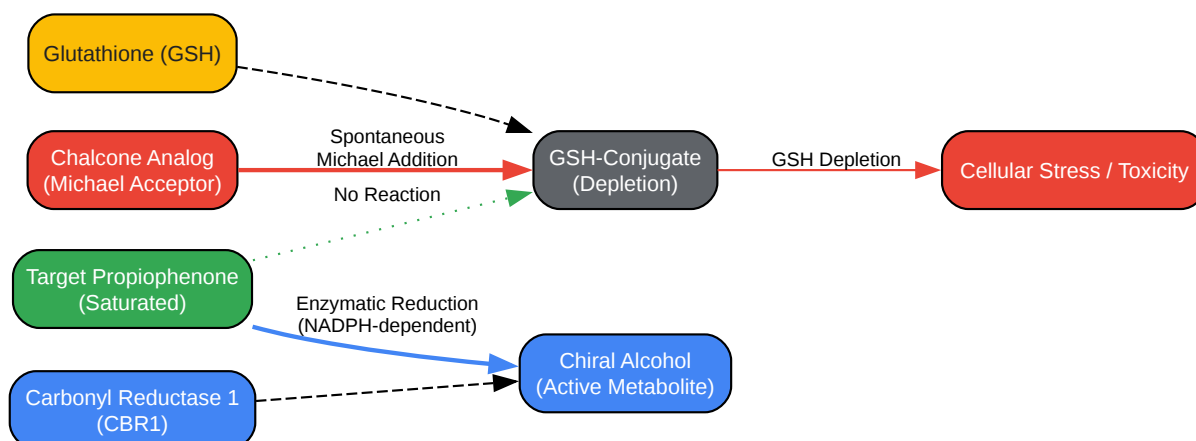 Glutathione (GSH)
Chalcone Analog
(Michael Acceptor)
Spontaneous
Michael Addition
GSH-Conjugate
(Depletion)
GSH Depletion
Cellular Stress / Toxicity
No Reaction
Target Propiophenone
(Saturated)
Enzymatic Reduction
(NADPH-dependent)
Chiral Alcohol
(Active Metabolite)
Carbonyl Reductase 1
(CBR1)